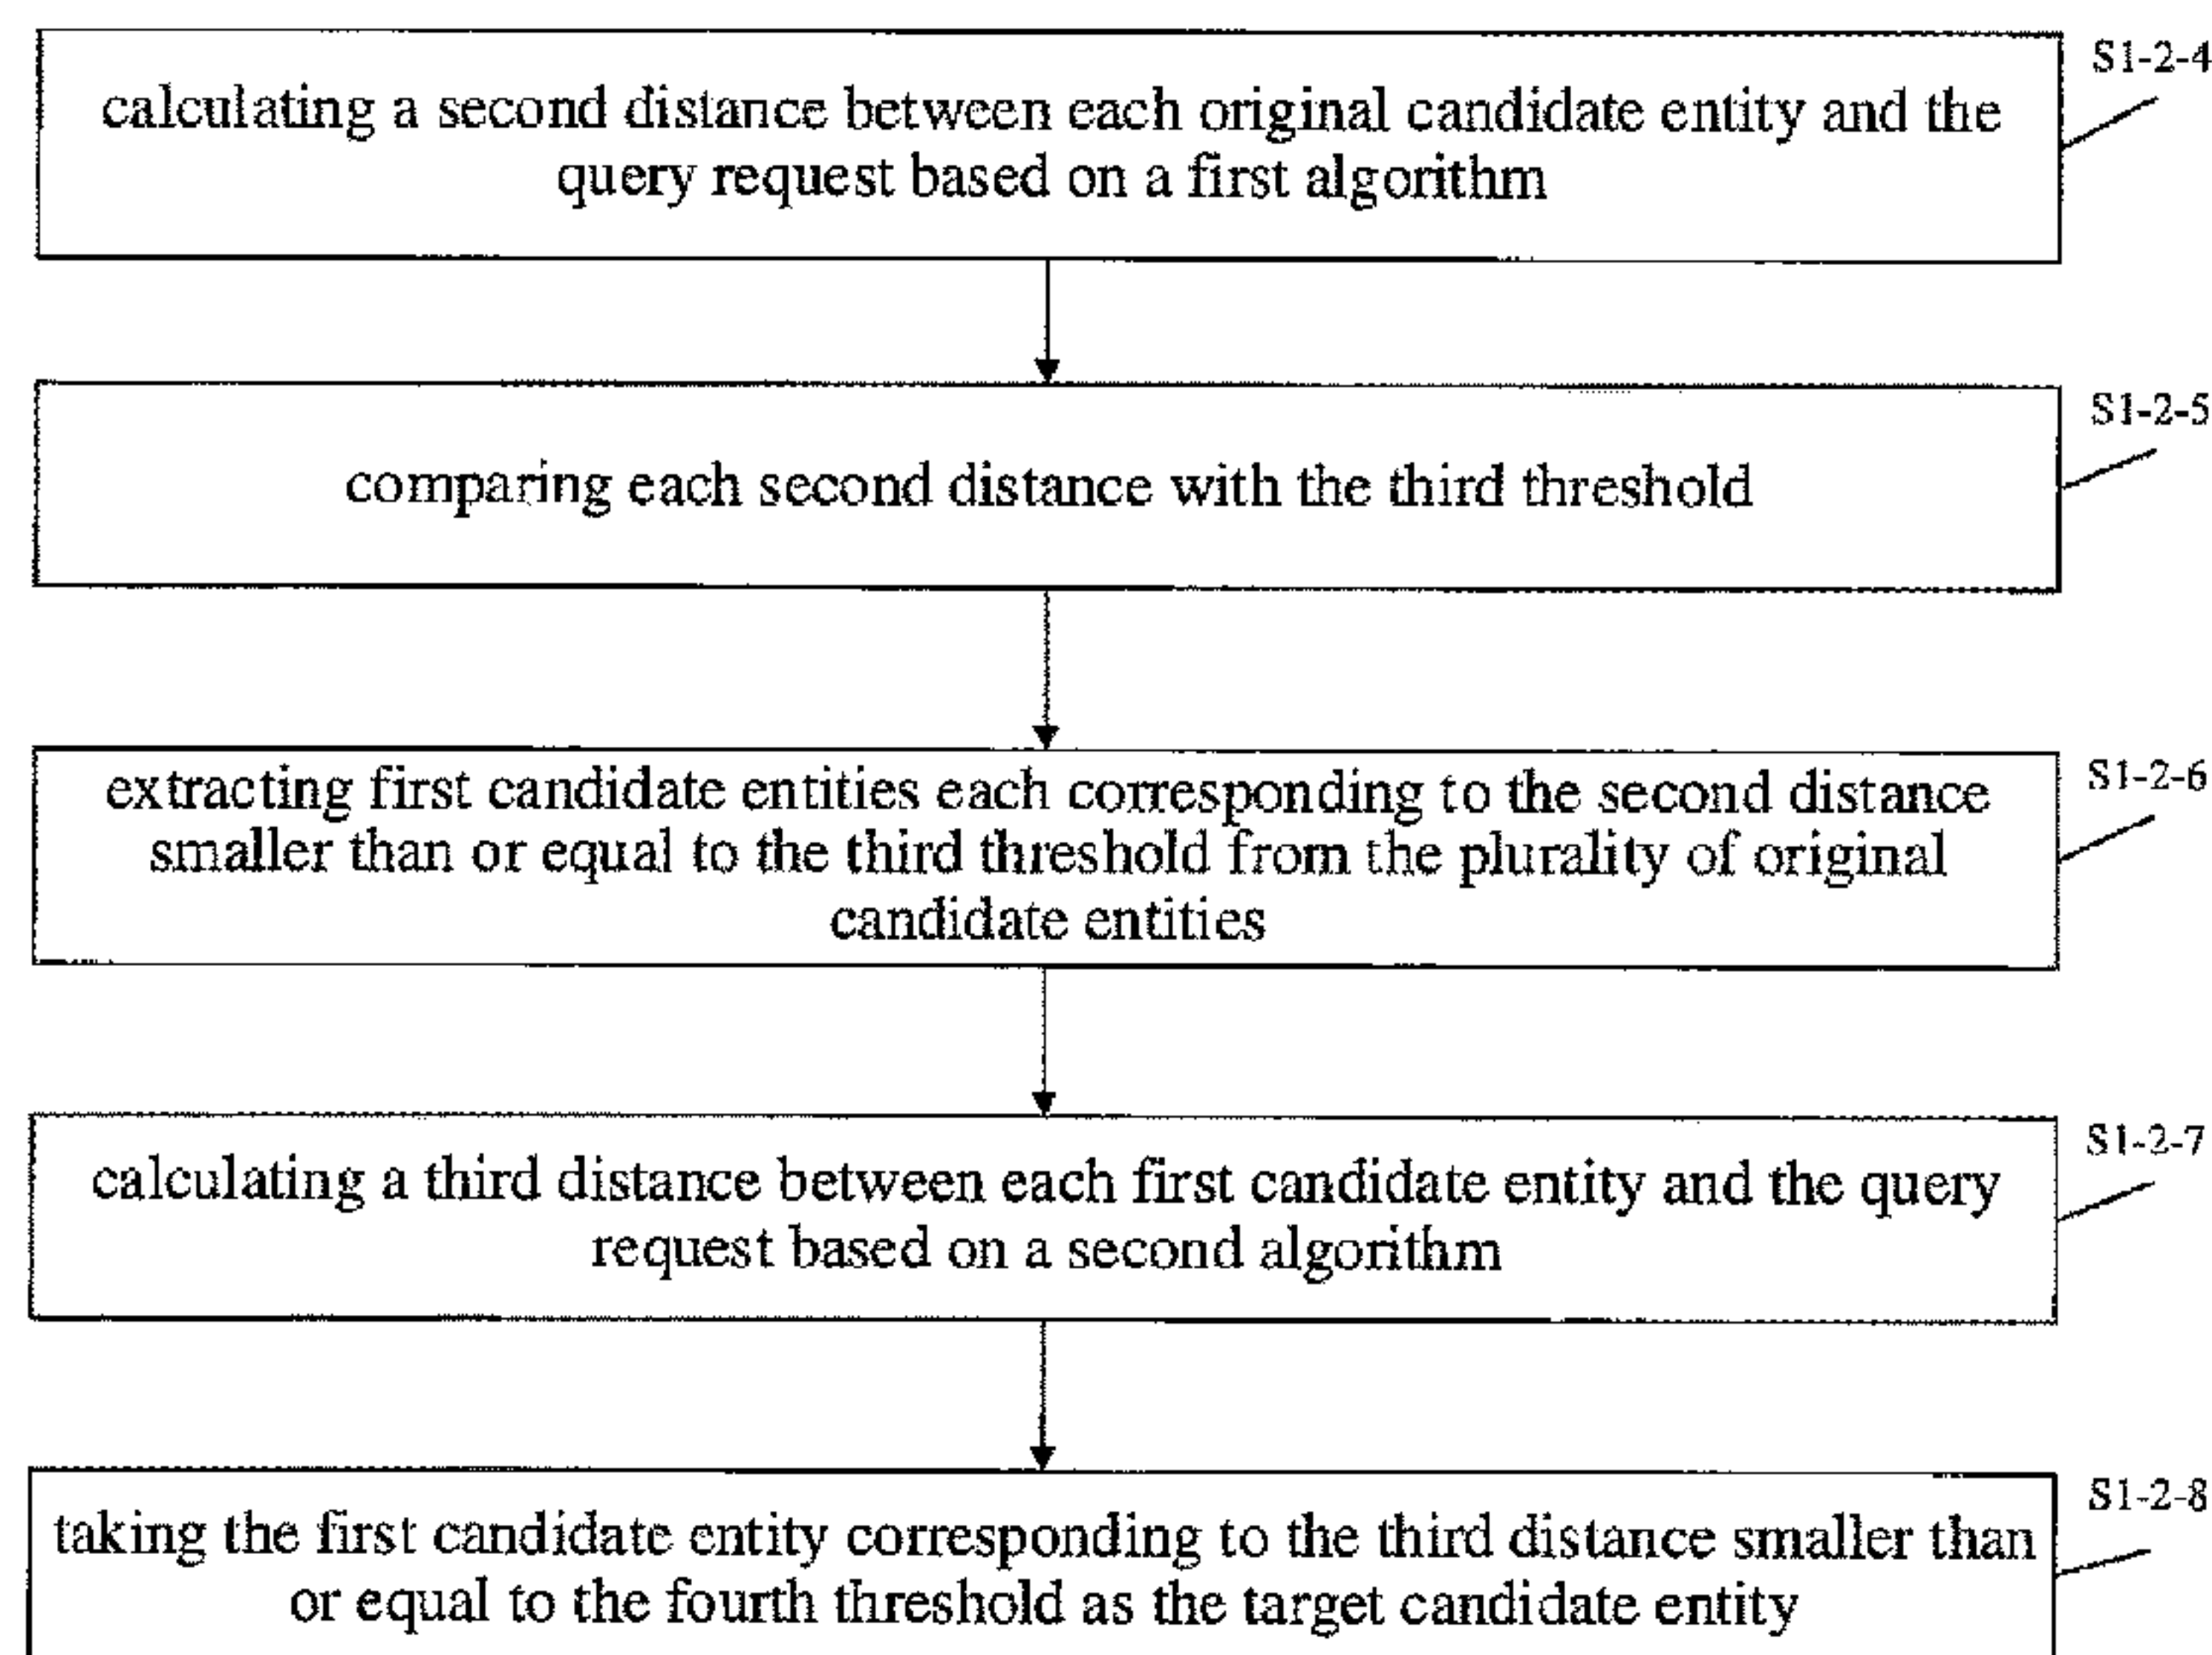 S1-2-4
calculating a second distance between each original candidate entity and the
query request based on a first algorithm
S1-2-5
comparing each second distance with the third threshold
S1-2-6
extracting first candidate entities each corresponding to the second distance
smaller than or equal to the third threshold from the plurality of original
candidate entities
S1-2-7
calculating a third distance between each first candidate entity and the query
request based on a second algorithm
S1-2-8
taking the first candidate entity corresponding to the third distance smaller than
or equal to the fourth threshold as the target candidate entity